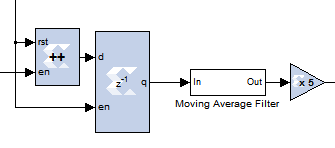 rst
++
en
d
z-1
q
en
In
Out
Moving Average Filter
x 5